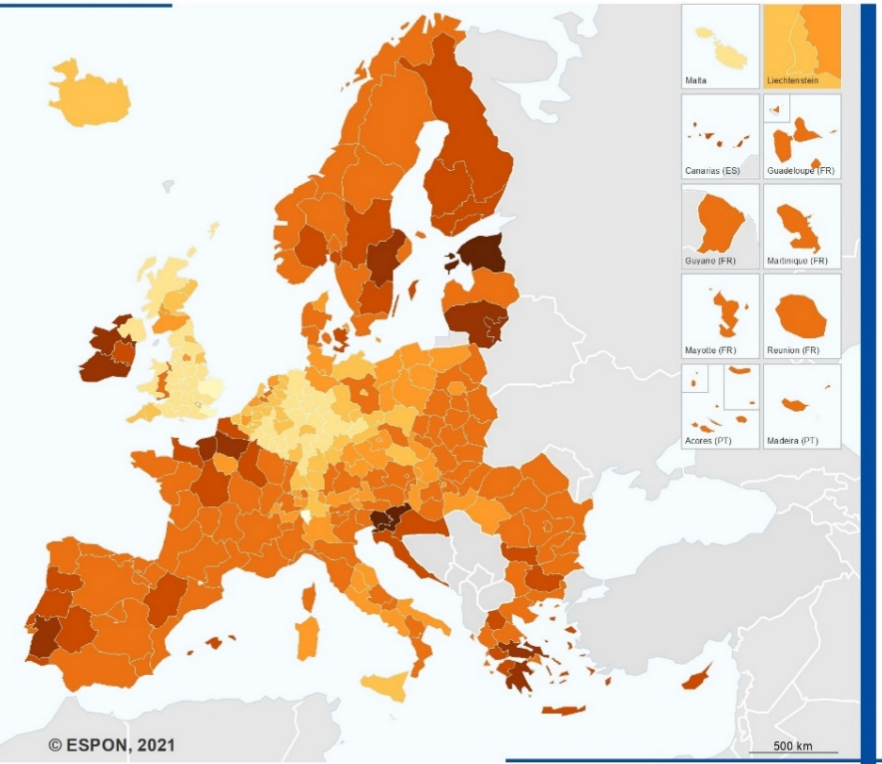 Malta
Liechtenstein
Canarias (ES)
Guadeloupe (FR)
Guyane (FR)
Martinique (FR)
Mayotte (FR)
Reunion (FR)
Acores (PT)
Madeira (PT)
© ESPON, 2021
500 km